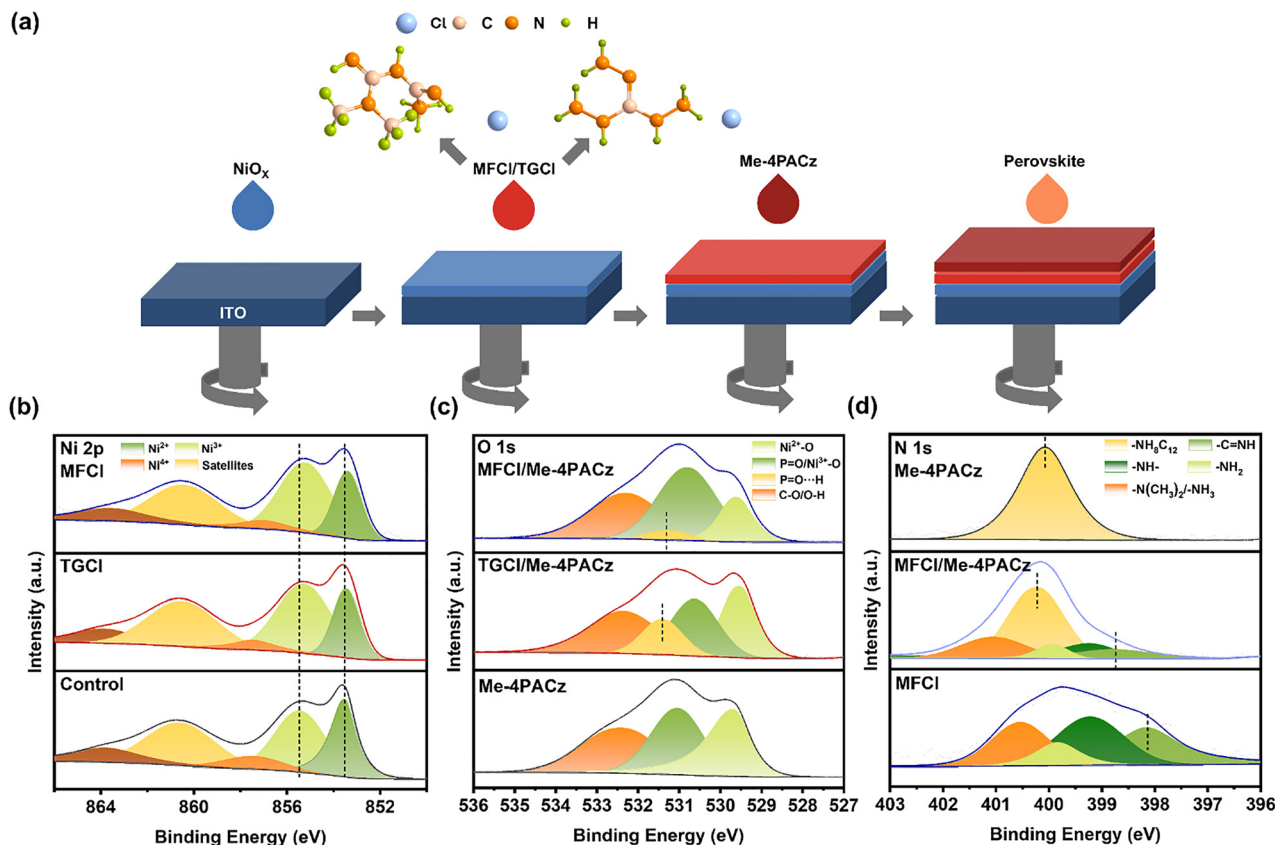 (a)
Cl C N H
NiOX
MFCl/TGCl
Me-4PACz
Perovskite
ITO
(b)
Ni 2p
MFCl
Ni2+
Ni3+
Ni4+
Satellites
TGCl
Control
Intensity (a.u.)
864 860 856 852
Binding Energy (eV)
(c)
O 1s
MFCl/Me-4PACz
Ni2+-O
P=O/Ni3+-O
P=O···H
C-O/O-H
TGCl/Me-4PACz
Me-4PACz
Intensity (a.u.)
536 535 534 533 532 531 530 529 528 527
Binding Energy (eV)
(d)
N 1s
Me-4PACz
-NH8C12
-C=NH
-NH-
-NH2
-N(CH3)2/-NH3
MFCl/Me-4PACz
MFCl
Intensity (a.u.)
403 402 401 400 399 398 397 396
Binding Energy (eV)